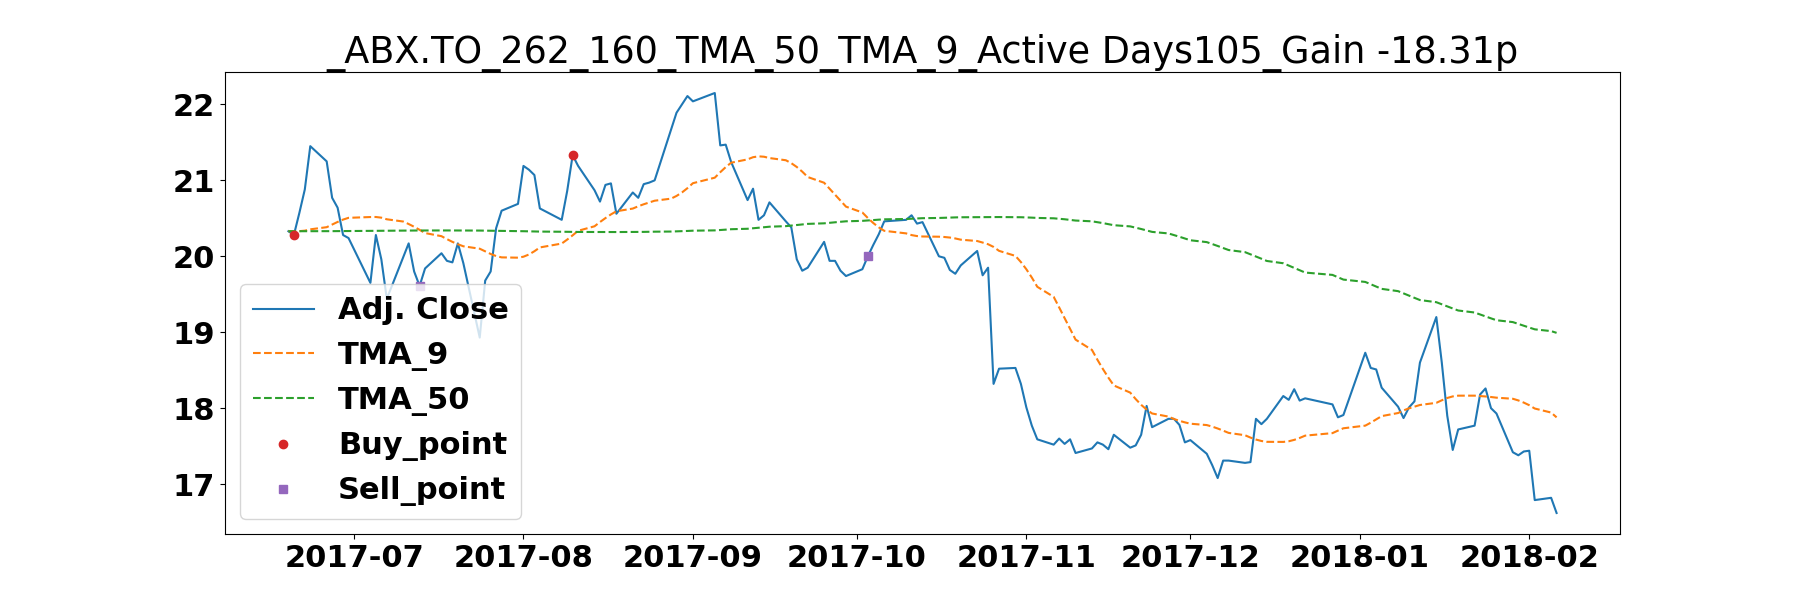 _ABX.TO_262_160_TMA_50_TMA_9_Active Days105_Gain -18.31p
22
21
20
19
18
17
Adj. Close
TMA_9
TMA_50
Buy_point
Sell_point
2017-07 2017-08 2017-09 2017-10 2017-11 2017-12 2018-01 2018-02